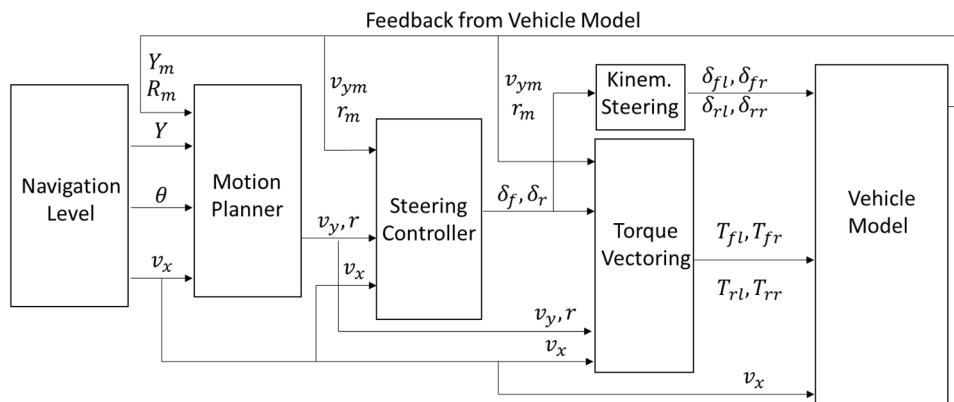 Feedback from Vehicle Model
Y_m
R_m
Y
θ
v_x
Navigation
Level
Motion
Planner
v_y, r
v_ym
r_m
v_x
Steering
Controller
δ_f, δ_r
v_ym
r_m
Kinem.
Steering
δ_fl, δ_fr
δ_rl, δ_rr
Torque
Vectoring
v_y, r
v_x
T_fl, T_fr
T_rl, T_rr
v_x
Vehicle
Model